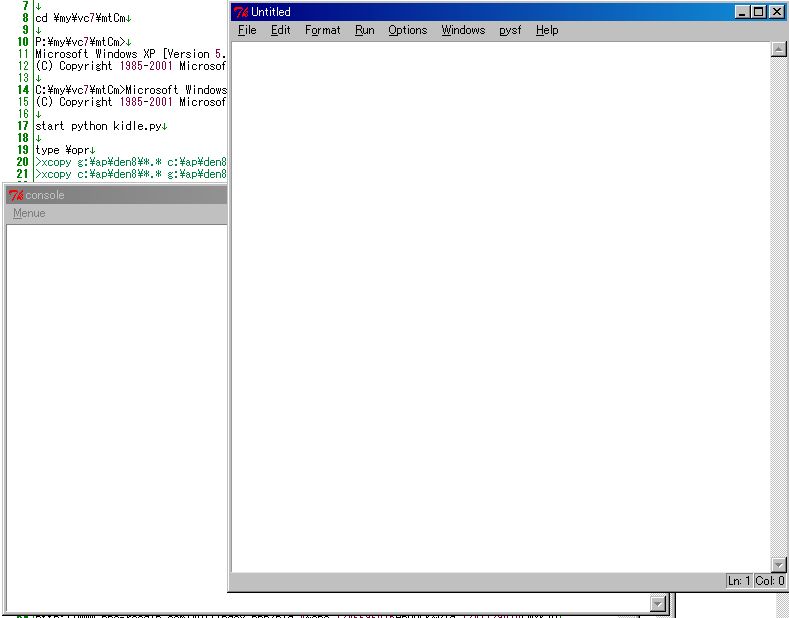 7↓
8 cd ¥my¥vc7¥mtCm↓
9↓
10 P:¥my¥vc7¥mtCm>↓
11 Microsoft Windows XP [Version 5.
12 (C) Copyright 1985-2001 Microsof
13↓
14 C:¥my¥vc7¥mtCm>Microsoft Windows
15 (C) Copyright 1985-2001 Microsof
16↓
17 start python kidle.py↓
18↓
19 type ¥opr↓
20 >xcopy g:¥ap¥den8¥*.* c:¥ap¥den8
21 >xcopy c:¥ap¥den8¥*.* g:¥ap¥den8
Tk console
Menue
Tk Untitled
File Edit Format Run Options Windows pysf Help
Ln: 1 Col: 0